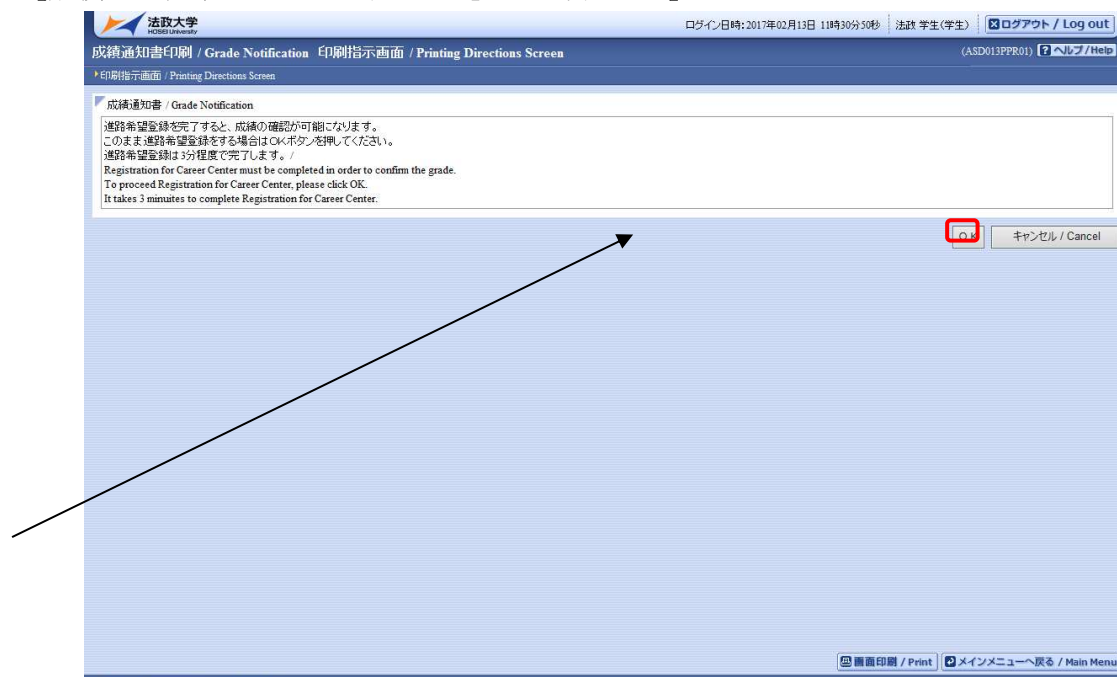 法政大学
HOSEI University
ログイン日時:2017年02月13日 11時30分50秒 法政 学生(学生) ログアウト / Log out
成績通知書印刷 / Grade Notification 印刷指示画面 / Printing Directions Screen (ASD013PPR01) ? ヘルプ/Help
印刷指示画面 / Printing Directions Screen
成績通知書 / Grade Notification
進路希望登録を完了すると、成績の確認が可能になります。
このまま進路希望登録をする場合はOKボタンを押してください。
進路希望登録は3分程度で完了します。/
Registration for Career Center must be completed in order to confirm the grade.
To proceed Registration for Career Center, please click OK.
It takes 3 minuites to complete Registration for Career Center.
O K キャンセル / Cancel
画面印刷 / Print メインメニューへ戻る / Main Menu